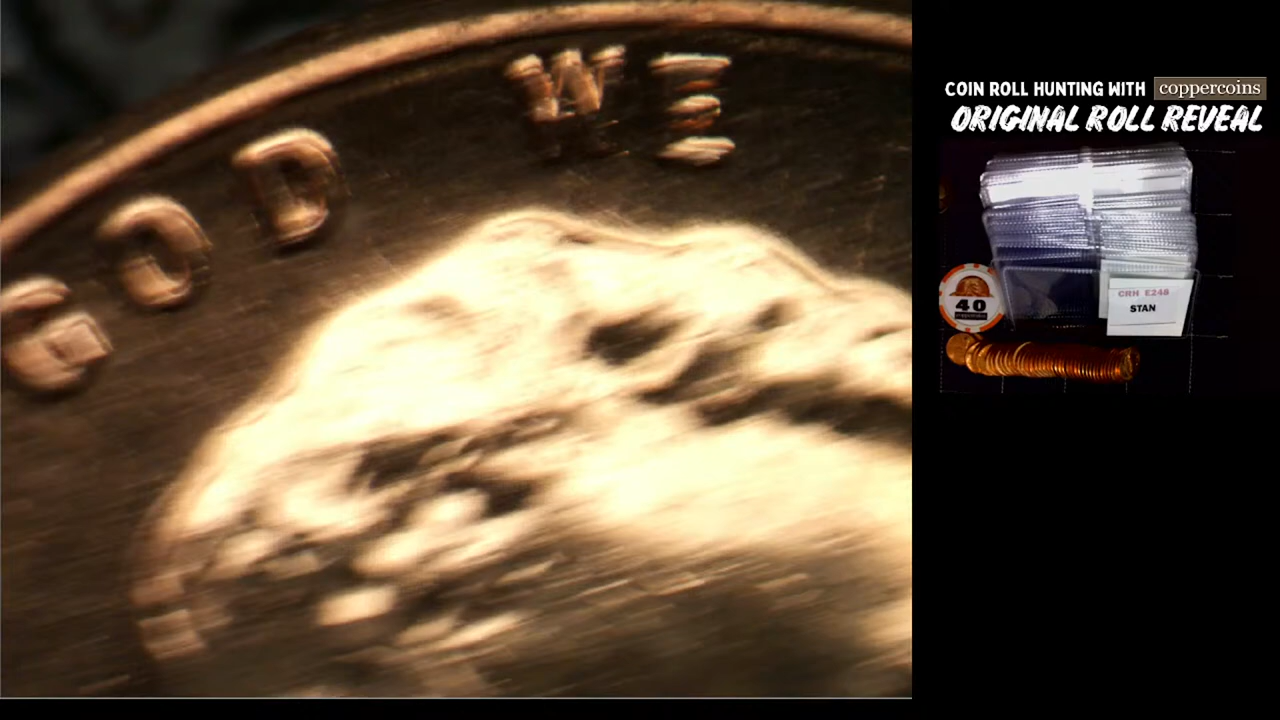 GOD WE
COIN ROLL HUNTING WITH coppercoins
ORIGINAL ROLL REVEAL
CRH E248
STAN
40